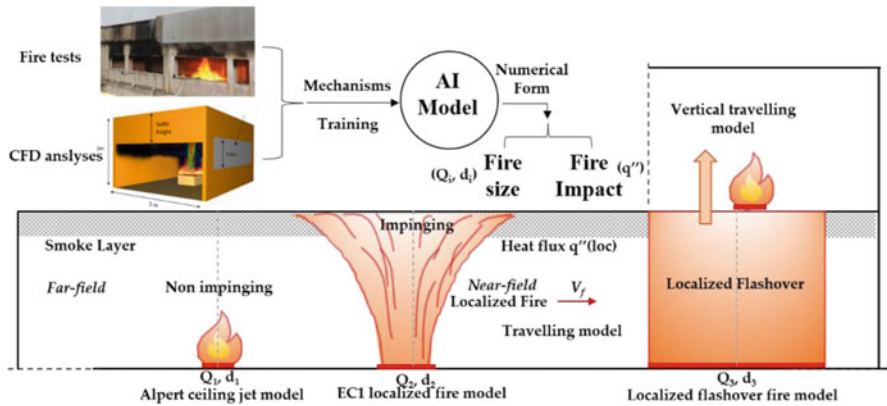 Fire tests
CFD anslyses
Mechanisms
Training
AI
Model
Numerical
Form
(Qi, di)
Fire
size
Fire
Impact
(q'')
Vertical travelling
model
Smoke Layer
Far-field
Non impinging
Impinging
Heat flux q''(loc)
Near-field
Localized Fire
Vf
Travelling model
Localized Flashover
Q1, d1
Alpert ceiling jet model
Q2, d2
EC1 localized fire model
Q3, d3
Localized flashover fire model